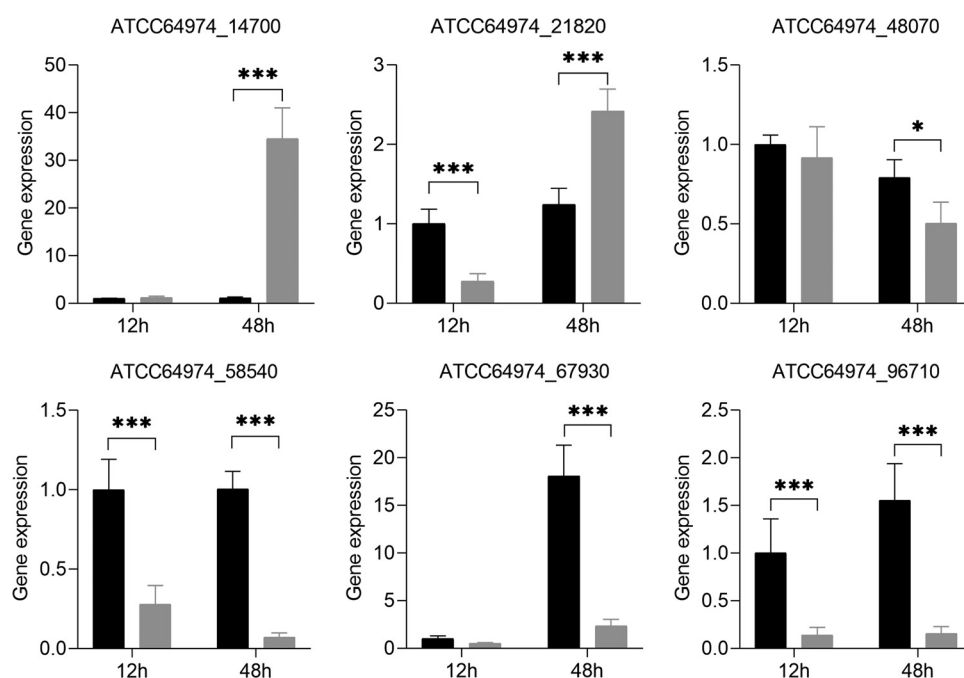 ATCC64974_14700
Gene expression
50
40
30
20
10
0
***
12h
48h
ATCC64974_21820
Gene expression
3
2
1
0
***
***
12h
48h
ATCC64974_48070
Gene expression
1.5
1.0
0.5
0.0
*
12h
48h
ATCC64974_58540
Gene expression
1.5
1.0
0.5
0.0
***
***
12h
48h
ATCC64974_67930
Gene expression
25
20
15
10
5
0
***
12h
48h
ATCC64974_96710
Gene expression
2.5
2.0
1.5
1.0
0.5
0.0
***
***
12h
48h